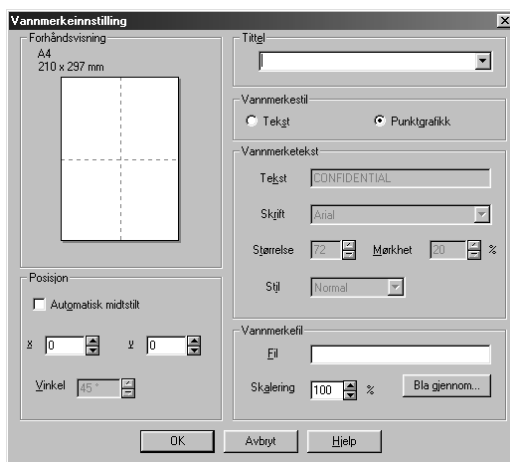 Vannmerkeinnstilling
Forhåndsvisning
A4
210 x 297 mm
Tittel
Vannmerkestil
Tekst
Punktgrafikk
Vannmerketekst
Tekst CONFIDENTIAL
Skrift Arial
Størrelse 72 Mørkhet 20 %
Stil Normal
Posisjon
Automatisk midtstilt
x 0 y 0
Vinkel 45 °
Vannmerkefil
Fil
Skalering 100 % Bla gjennom...
OK Avbryt Hjelp